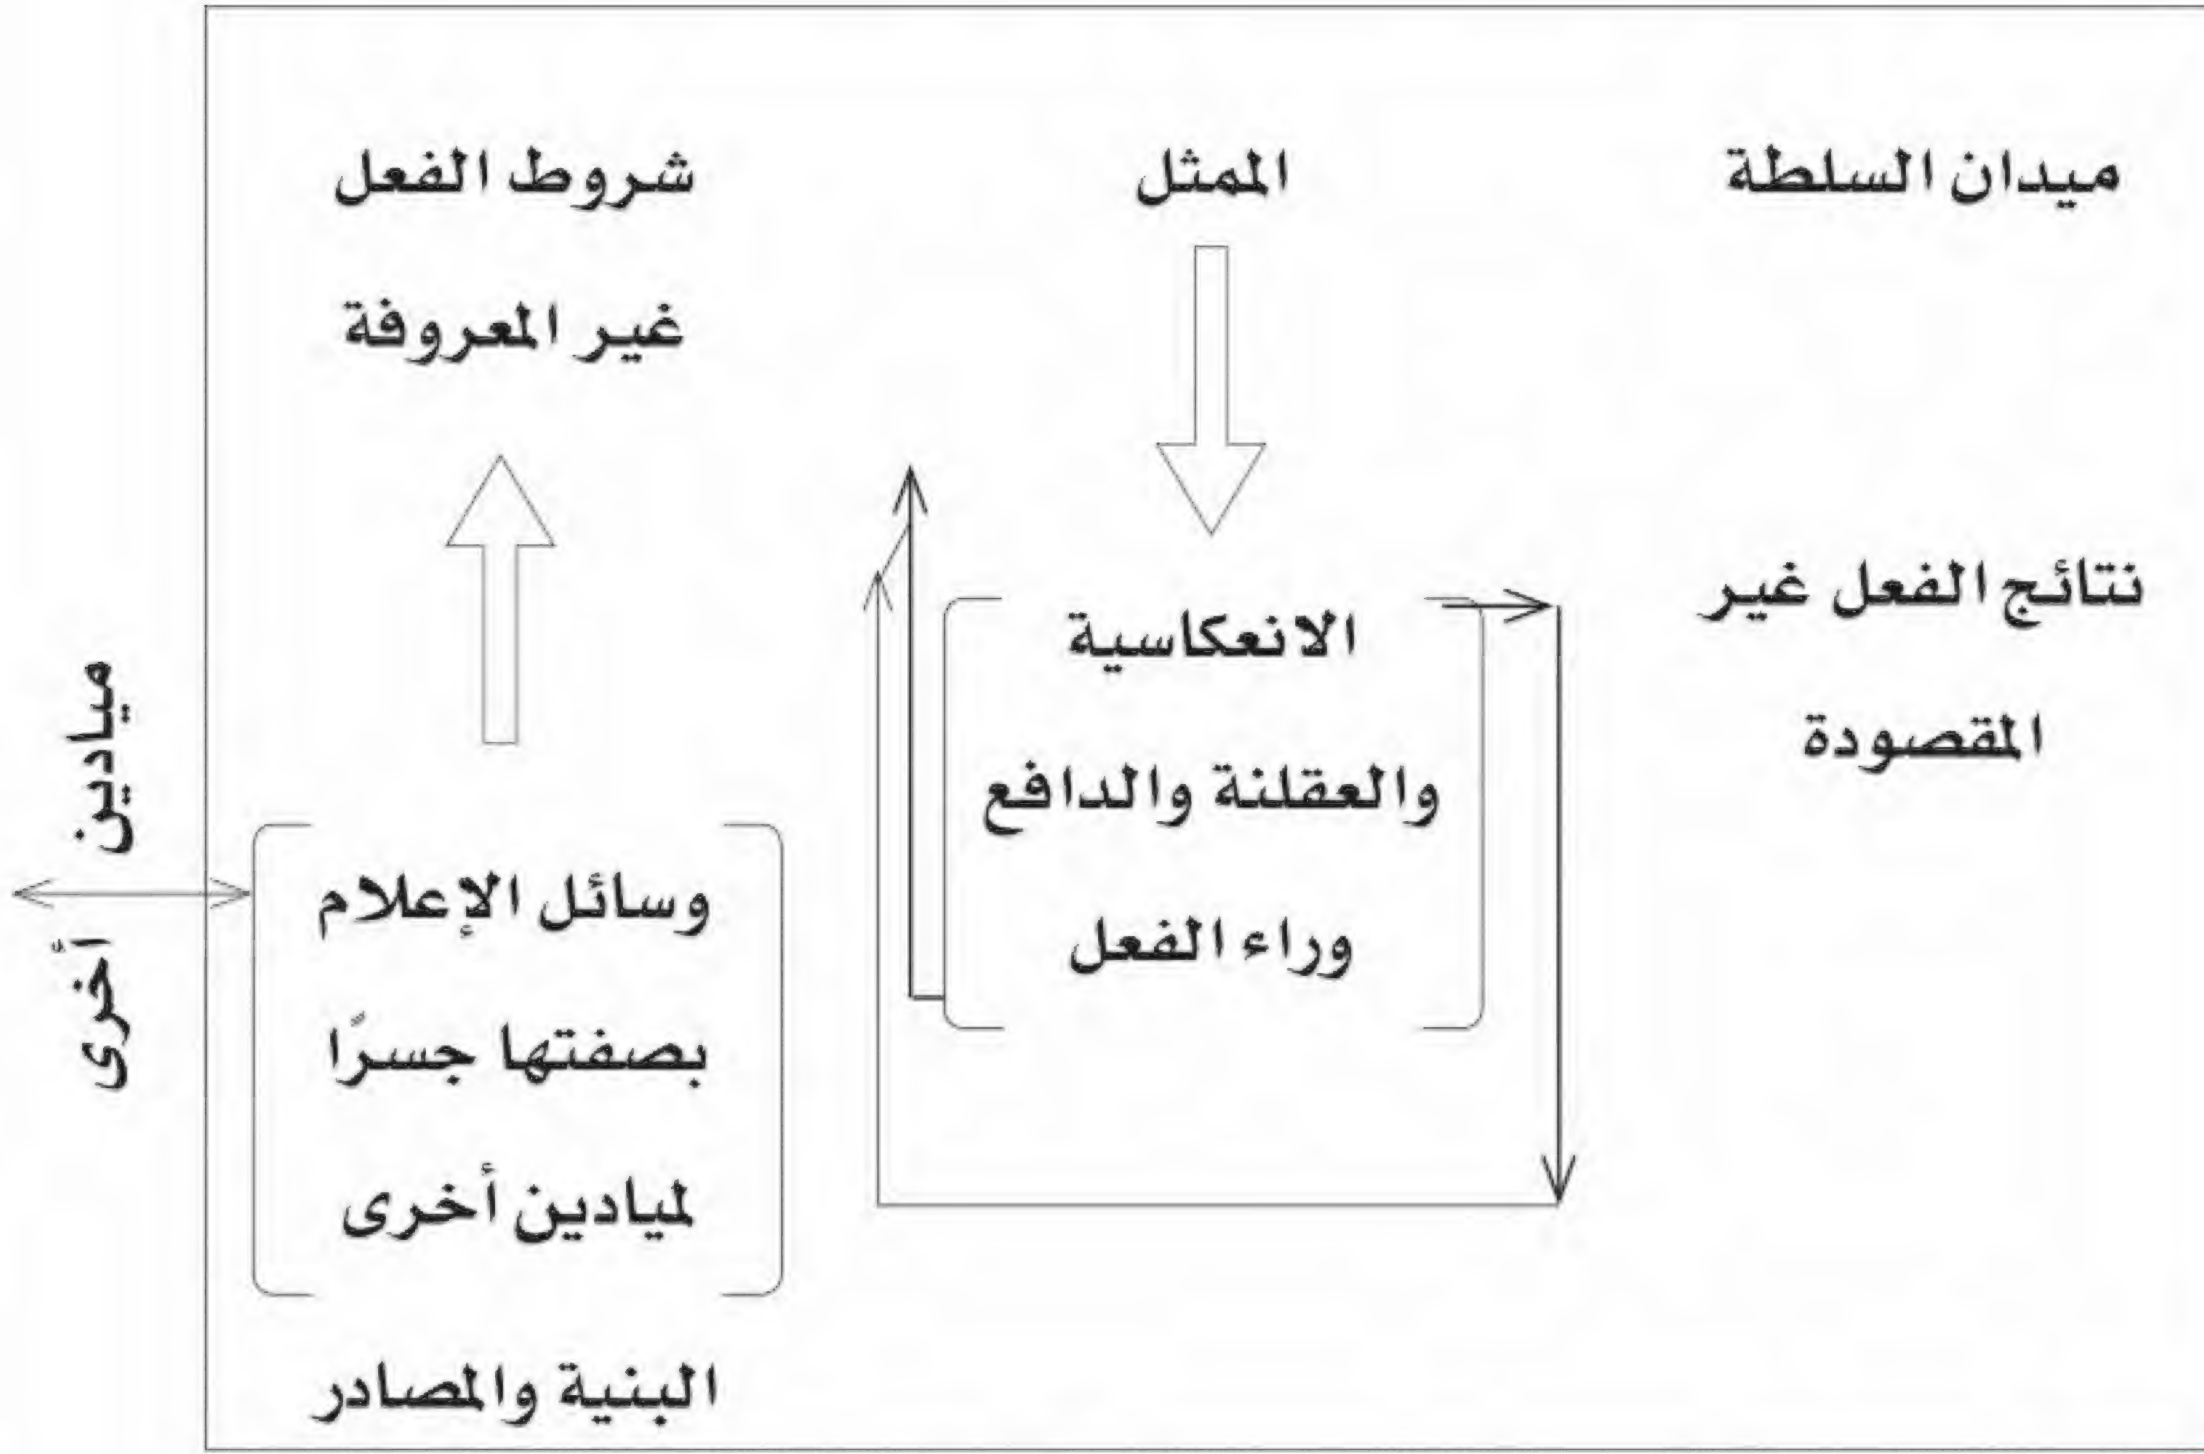 ميدان السلطة
الممثل
شروط الفعل
غير المعروفة
نتائج الفعل غير
المقصودة
الانعكاسية
والعقلنة والدافع
وراء الفعل
وسائل الإعلام
بصفتها جسرًا
لميادين أخرى
البنية والمصادر
ميادين أخرى